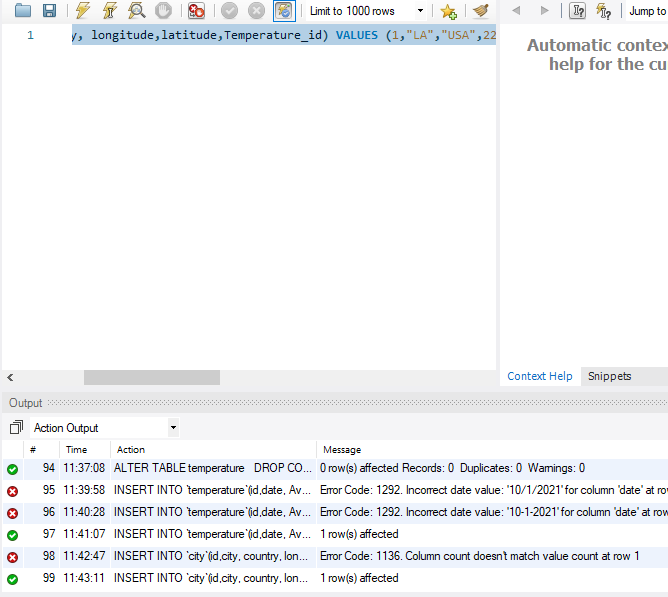 Limit to 1000 rows
Jump to
1 y, longitude,latitude,Temperature_id) VALUES (1,"LA","USA",22
Automatic contex
help for the cu
Context Help Snippets
Output
Action Output
# Time Action Message
94 11:37:08 ALTER TABLE temperature DROP CO... 0 row(s) affected Records: 0 Duplicates: 0 Warnings: 0
95 11:39:58 INSERT INTO `temperature`(id,date, Av... Error Code: 1292. Incorrect date value: '10/1/2021' for column 'date' at row
96 11:40:28 INSERT INTO `temperature`(id,date, Av... Error Code: 1292. Incorrect date value: '10-1-2021' for column 'date' at row
97 11:41:07 INSERT INTO `temperature`(id,date, Av... 1 row(s) affected
98 11:42:47 INSERT INTO `city`(id,city, country, lon... Error Code: 1136. Column count doesn't match value count at row 1
99 11:43:11 INSERT INTO `city`(id,city, country, lon... 1 row(s) affected